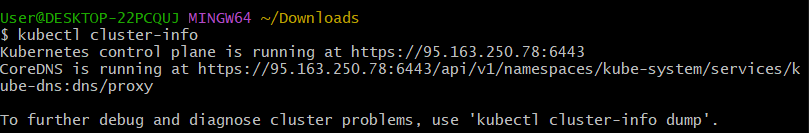 User@DESKTOP-22PCQUJ MINGW64 ~/Downloads
$ kubectl cluster-info
Kubernetes control plane is running at https://95.163.250.78:6443
CoreDNS is running at https://95.163.250.78:6443/api/v1/namespaces/kube-system/services/k
ube-dns:dns/proxy
To further debug and diagnose cluster problems, use 'kubectl cluster-info dump'.